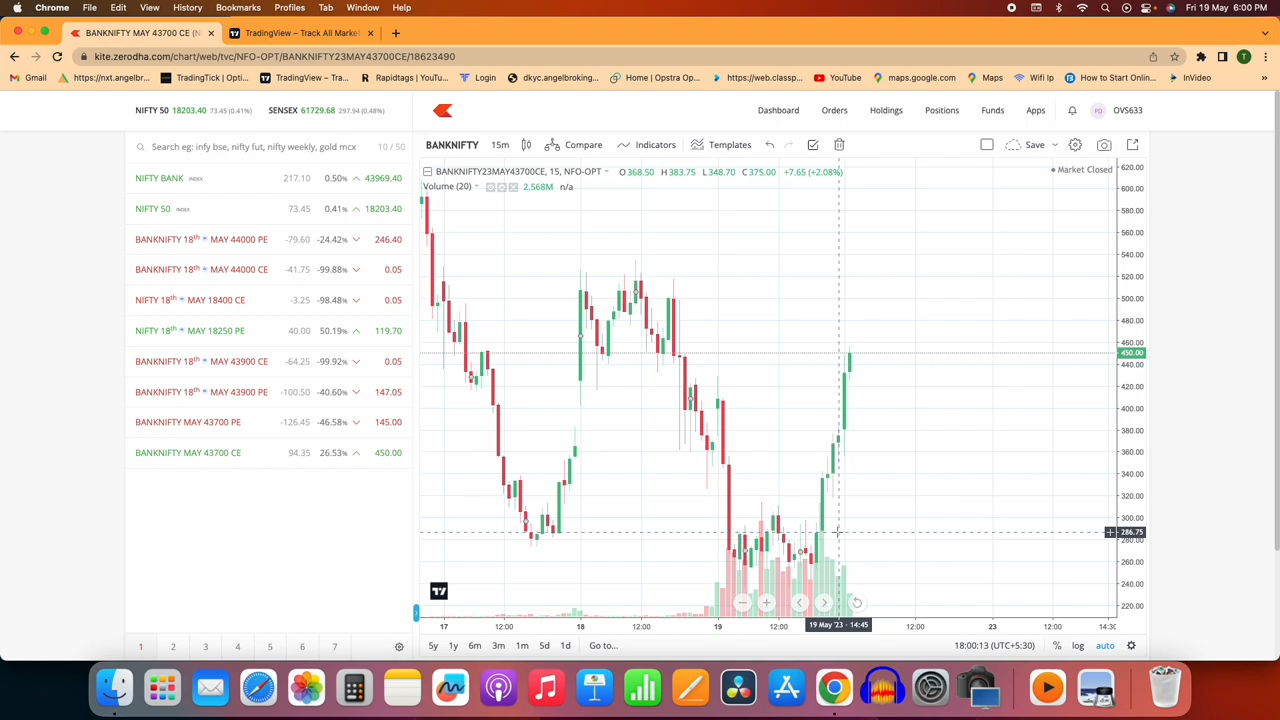 Chrome File Edit View History Bookmarks Profiles Tab Window Help Fri 19 May 6:00 PM
BANKNIFTY MAY 43700 CE (N × TradingView – Track All Market × +
kite.zerodha.com/chart/web/tvc/NFO-OPT/BANKNIFTY23MAY43700CE/18623490 T
Gmail https://nxt.angelbro... TradingTick | Opti... TradingView – Tra... Rapidtags | YouTu... Login dkyc.angelbroking... Home | Opstra Op... https://web.classp... YouTube maps.google.com Maps Wifi Ip How to Start Onlin... InVideo »
NIFTY 50 18203.40 73.45 (0.41%) SENSEX 61729.68 297.94 (0.48%) Dashboard Orders Holdings Positions Funds Apps PD OVS633
Search eg: infy bse, nifty fut, nifty weekly, gold mcx 10 / 50
BANKNIFTY 15m Compare Indicators Templates Save
NIFTY BANK INDEX 217.10 0.50% 43969.40
NIFTY 50 INDEX 73.45 0.41% 18203.40
BANKNIFTY 18th MAY 44000 PE -79.60 -24.42% 246.40
BANKNIFTY 18th MAY 44000 CE -41.75 -99.88% 0.05
NIFTY 18th MAY 18400 CE -3.25 -98.48% 0.05
NIFTY 18th MAY 18250 PE 40.00 50.19% 119.70
BANKNIFTY 18th MAY 43900 CE -64.25 -99.92% 0.05
BANKNIFTY 18th MAY 43900 PE -100.50 -40.60% 147.05
BANKNIFTY MAY 43700 PE -126.45 -46.58% 145.00
BANKNIFTY MAY 43700 CE 94.35 26.53% 450.00
1 2 3 4 5 6 7
BANKNIFTY23MAY43700CE, 15, NFO-OPT O 368.50 H 383.75 L 348.70 C 375.00 +7.65 (+2.08%) Market Closed
Volume (20) 2.568M n/a
620.00
600.00
580.00
560.00
540.00
520.00
500.00
480.00
460.00
450.00
440.00
420.00
400.00
380.00
360.00
340.00
320.00
300.00
286.75
280.00
260.00
240.00
220.00
17 12:00 18 12:00 19 12:00 19 May '23 - 14:45 12:00 23 12:00 14:30
5y 1y 6m 3m 1m 5d 1d Go to... 18:00:13 (UTC+5:30) % log auto